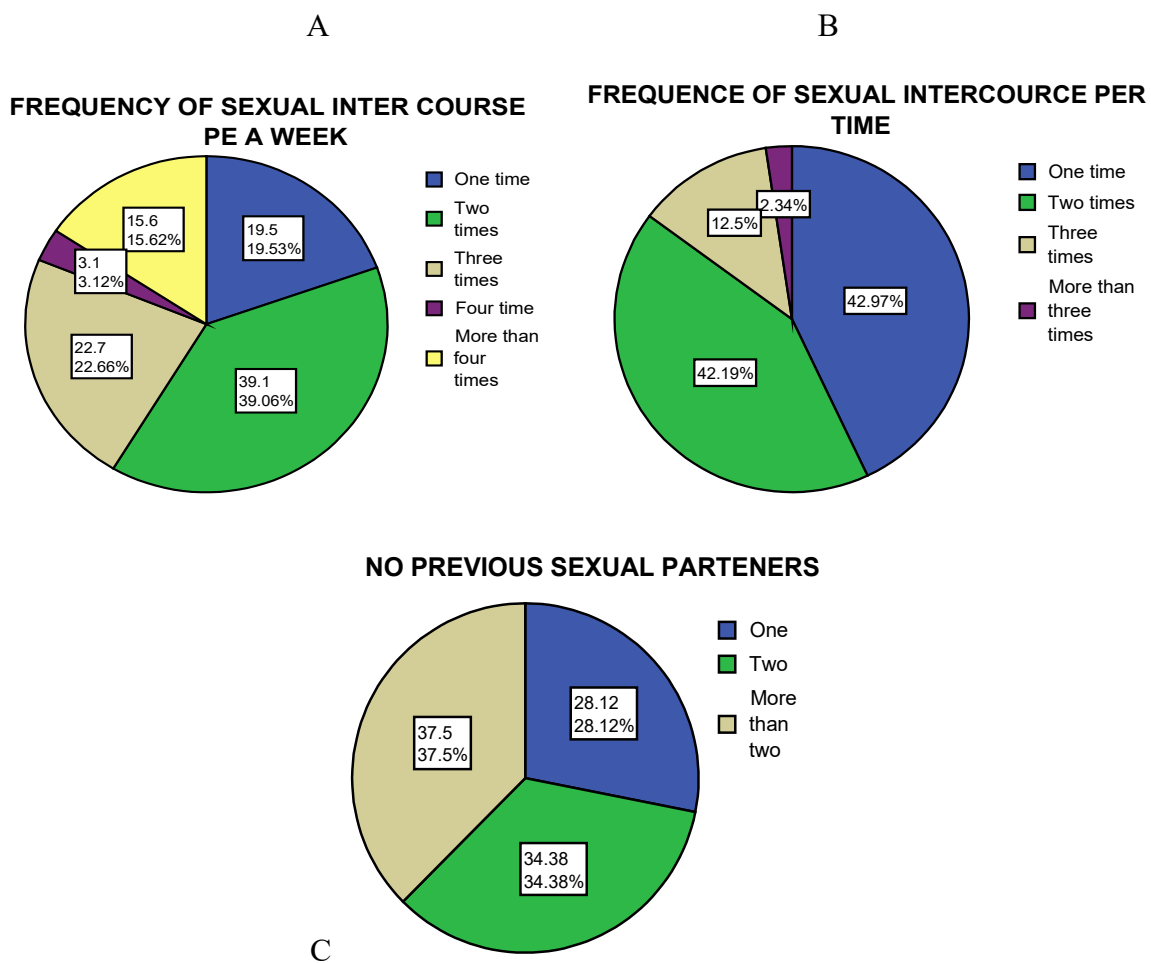 A
B
FREQUENCY OF SEXUAL INTER COURSE
PE A WEEK
15.6
15.62%
19.5
19.53%
3.1
3.12%
22.7
22.66%
39.1
39.06%
One time
Two
times
Three
times
Four time
More than
four
times
FREQUENCE OF SEXUAL INTERCOURCE PER
TIME
2.34%
12.5%
42.97%
42.19%
One time
Two times
Three
times
More than
three
times
NO PREVIOUS SEXUAL PARTENERS
28.12
28.12%
37.5
37.5%
34.38
34.38%
One
Two
More
than
two
C